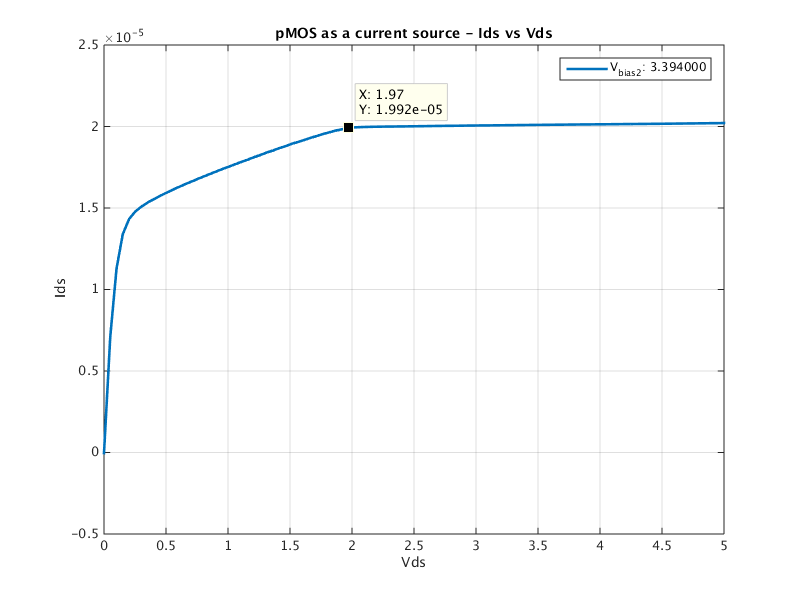 pMOS as a current source - Ids vs Vds
×10^-5
V_bias2: 3.394000
X: 1.97
Y: 1.992e-05
2.5
2
1.5
1
0.5
0
-0.5
Ids
0 0.5 1 1.5 2 2.5 3 3.5 4 4.5 5
Vds